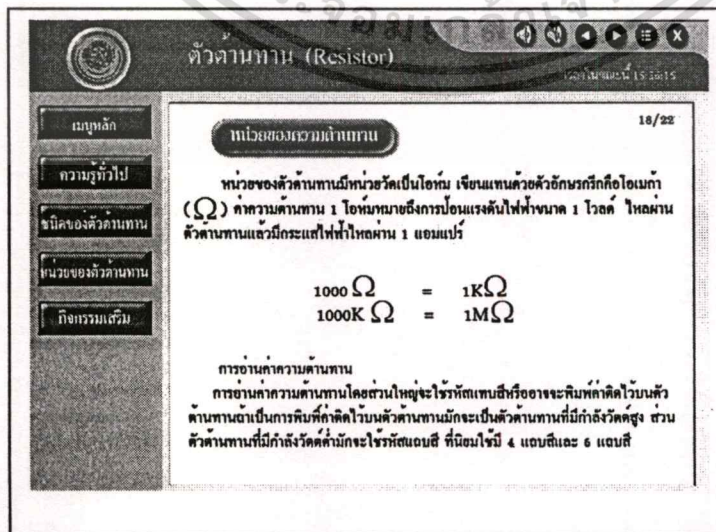 ตัวต้านทาน (Resistor)
เมนูหลัก
ความรู้ทั่วไป
ชนิดของตัวต้านทาน
หน่วยของตัวต้านทาน
กิจกรรมเสริม
หน่วยของความต้านทาน
18/22
หน่วยของตัวต้านทานมีหน่วยวัดเป็นโอห์ม เขียนแทนด้วยตัวอักษรกรีกคือโอเมก้า
(Ω) ค่าความต้านทาน 1 โอห์มหมายถึงการป้อนแรงดันไฟฟ้าขนาด 1 โวลต์ ไหลผ่าน
ตัวต้านทานแล้วมีกระแสไฟฟ้าไหลผ่าน 1 แอมแปร์
1000 Ω = 1KΩ
1000K Ω = 1MΩ
การอ่านค่าความต้านทาน
การอ่านค่าความต้านทานโดยส่วนใหญ่จะใช้รหัสแทบสีหรืออาจจะพิมพ์ค่าติดไว้บนตัว
ต้านทานถ้าเป็นการพิมพ์ค่าติดไว้บนตัวต้านทานมักจะเป็นตัวต้านทานที่มีกำลังวัตต์สูง ส่วน
ตัวต้านทานที่มีกำลังวัตต์ต่ำมักจะใช้รหัสแถบสี ที่นิยมใช้มี 4 แถบสีและ 6 แถบสี